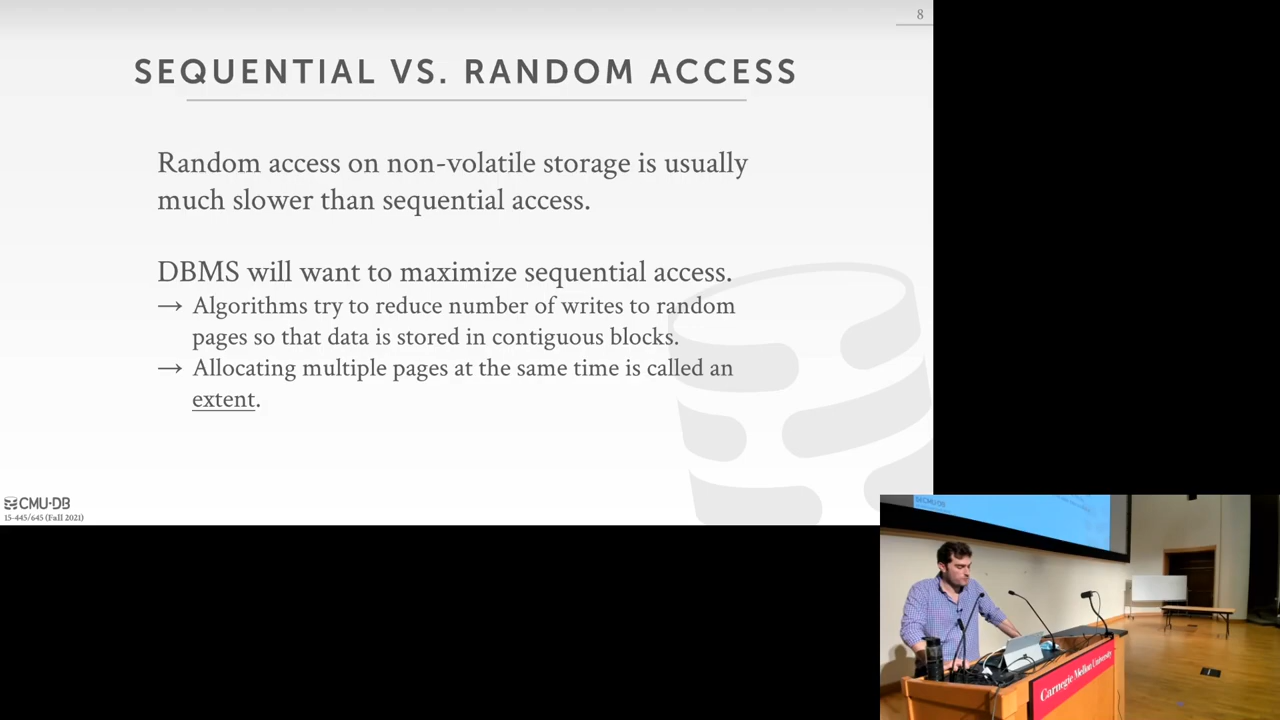 8
SEQUENTIAL VS. RANDOM ACCESS
Random access on non-volatile storage is usually
much slower than sequential access.
DBMS will want to maximize sequential access.
→ Algorithms try to reduce number of writes to random
pages so that data is stored in contiguous blocks.
→ Allocating multiple pages at the same time is called an
extent.
CMU·DB
15-445/645 (Fall 2021)
Carnegie Mellon University